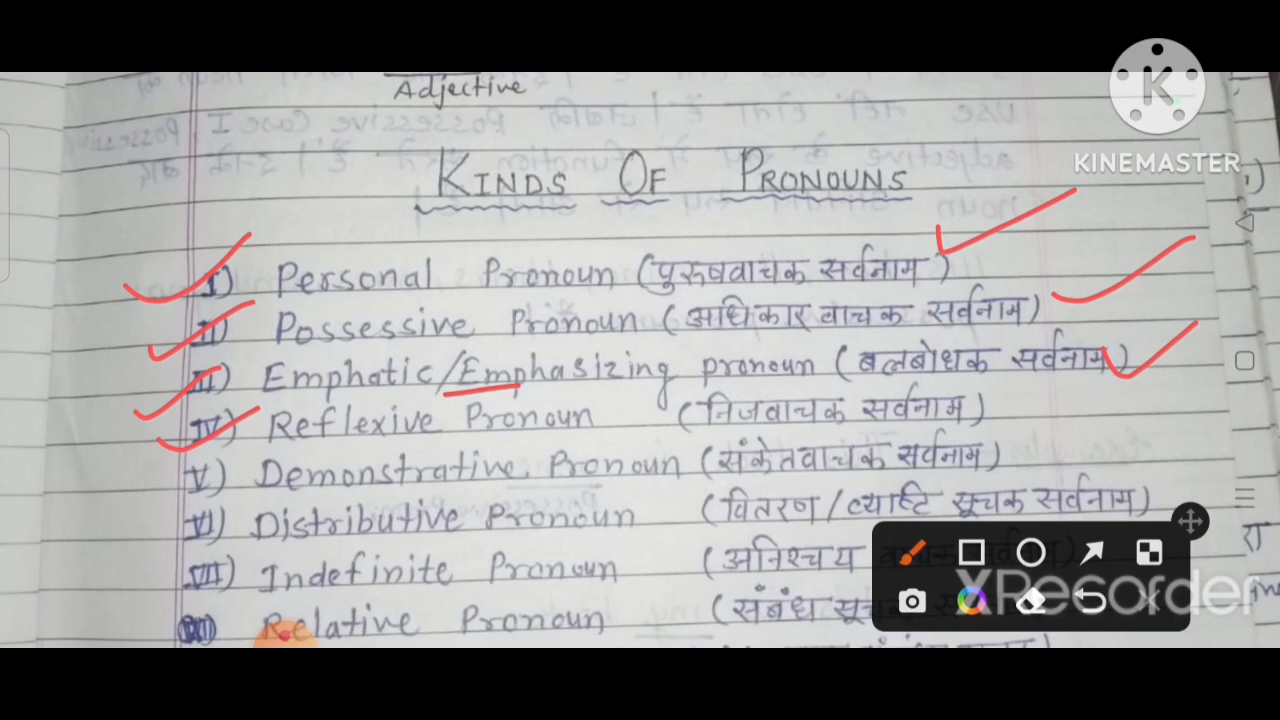 Adjective
KINEMASTER
KINDS OF PRONOUNS
I) Personal Pronoun (पुरुषवाचक सर्वनाम)
II) Possessive Pronoun (अधिकार वाचक सर्वनाम)
III) Emphatic/Emphasizing pronoun (बलबोधक सर्वनाम)
IV) Reflexive Pronoun (निजवाचक सर्वनाम)
V) Demonstrative Pronoun (संकेतवाचक सर्वनाम)
VI) Distributive Pronoun (वितरण/व्यष्टि सूचक सर्वनाम)
VII) Indefinite Pronoun (अनिश्चय
Relative Pronoun (संबंध सूचक
XRecorder